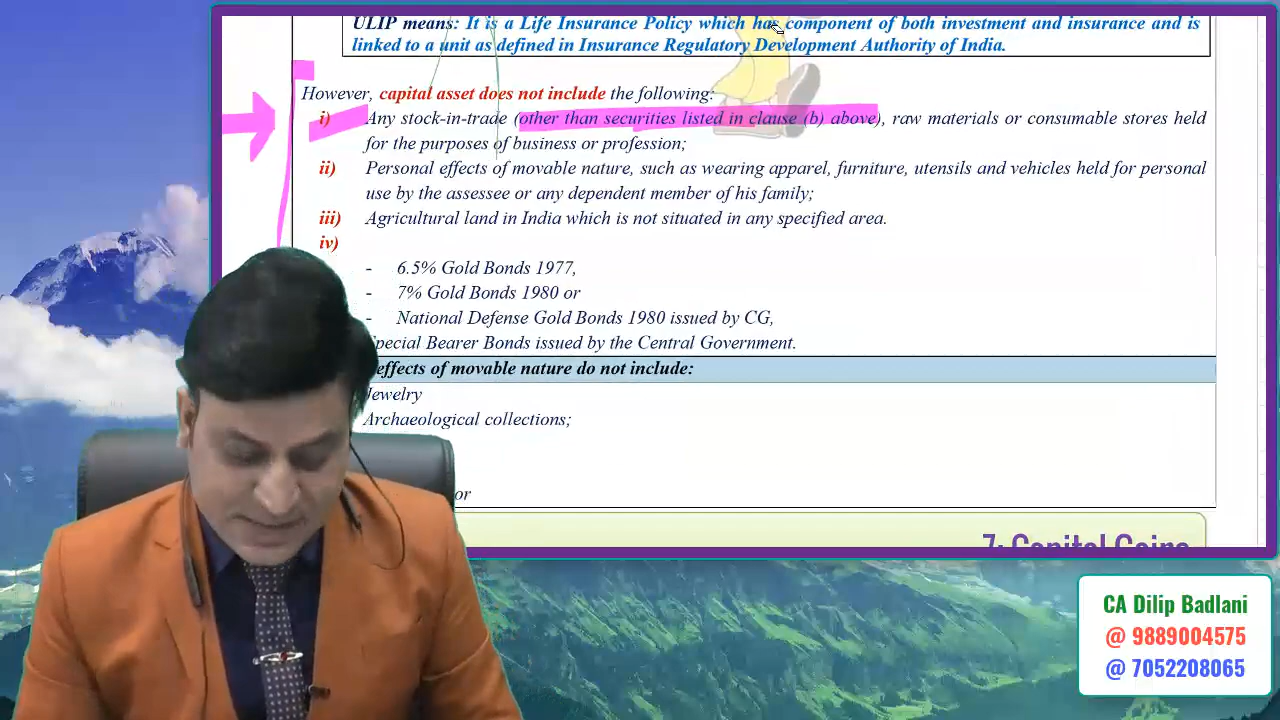 ULIP means: It is a Life Insurance Policy which has component of both investment and insurance and is
linked to a unit as defined in Insurance Regulatory Development Authority of India.
However, capital asset does not include the following:
i) Any stock-in-trade (other than securities listed in clause (b) above), raw materials or consumable stores held
for the purposes of business or profession;
ii) Personal effects of movable nature, such as wearing apparel, furniture, utensils and vehicles held for personal
use by the assessee or any dependent member of his family;
iii) Agricultural land in India which is not situated in any specified area.
iv)
- 6.5% Gold Bonds 1977,
- 7% Gold Bonds 1980 or
- National Defense Gold Bonds 1980 issued by CG,
Special Bearer Bonds issued by the Central Government.
effects of movable nature do not include:
Jewelry
Archaeological collections;
or
7: Capital Gains
CA Dilip Badlani
@ 9889004575
@ 7052208065